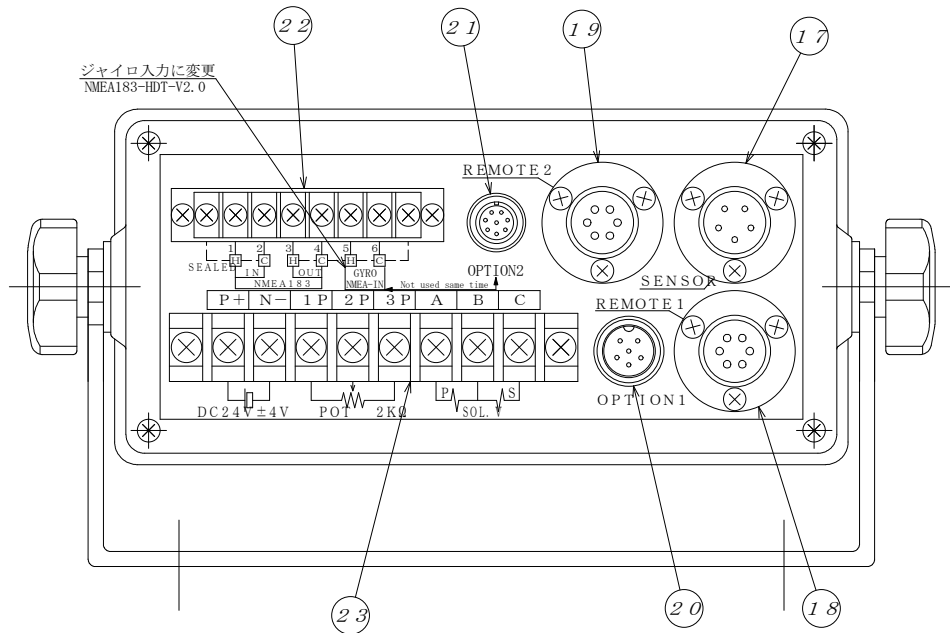 22
21
19
17
ジャイロ入力に変更
NMEA183-HDT-V2.0
REMOTE2
1 2 3 4 5 6
H C H C H C
SEALED
IN OUT GYRO
NMEA183 NMEA-IN
Not used same time
OPTION2
SENSOR
P+ N- 1P 2P 3P A B C
REMOTE1
P S
DC24V±4V POT 2KΩ SOL.
OPTION1
23
20
18